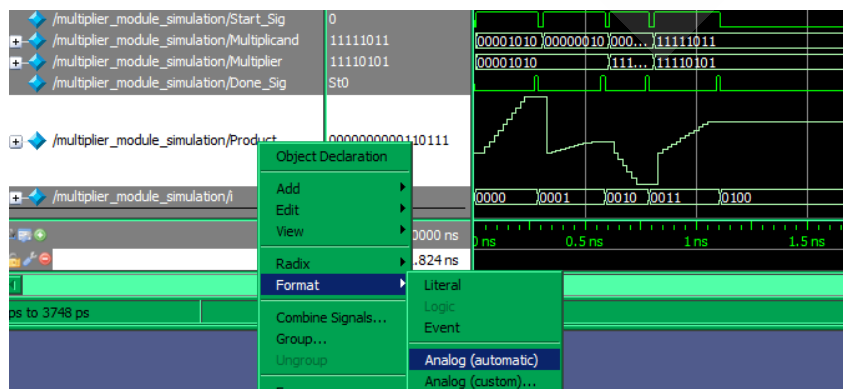 /multiplier_module_simulation/Start_Sig 0
/multiplier_module_simulation/Multiplicand 11111011 00001010 00000010 000... 11111011
/multiplier_module_simulation/Multiplier 11110101 00001010 111... 11110101
/multiplier_module_simulation/Done_Sig St0
/multiplier_module_simulation/Product 0000000000110111
/multiplier_module_simulation/i 0000 0001 0010 0011 0100
Object Declaration
Add
Edit
View
Radix
Format
Combine Signals...
Group...
Ungroup
Literal
Logic
Event
Analog (automatic)
Analog (custom)...
0000 ns
.824 ns
ns 0.5 ns 1 ns 1.5 ns
ps to 3748 ps